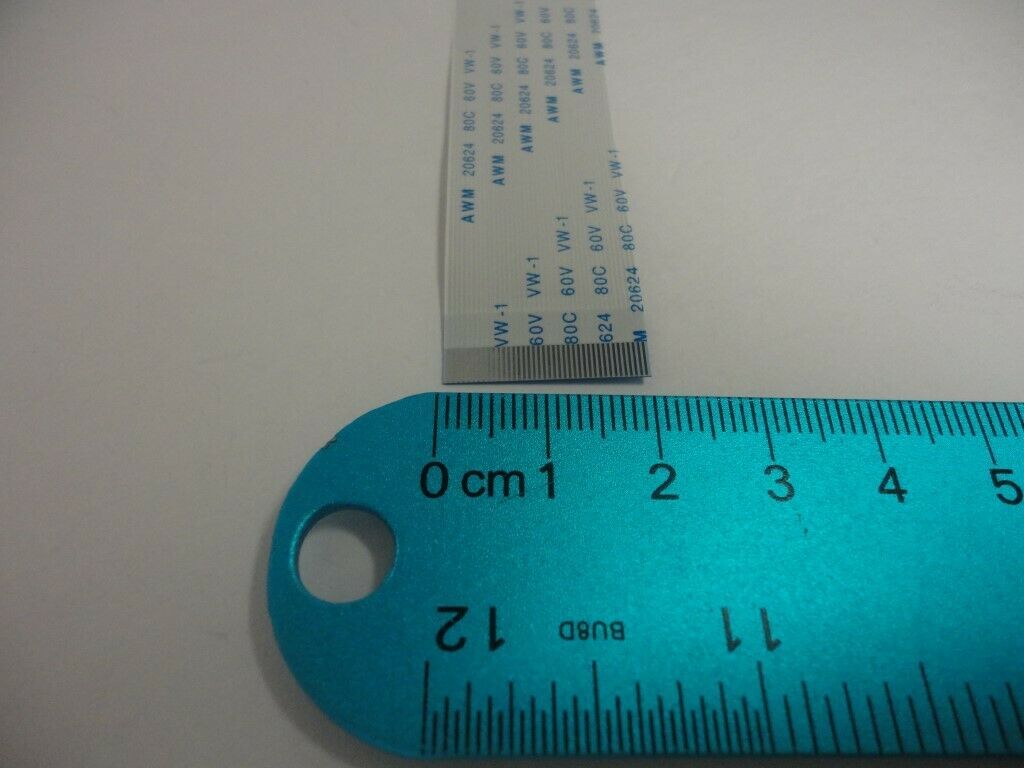 AWM 20624 80C 60V VW-1
AWM 20624 80C 60V VW-1
AWM 20624 80C 60V VW-1
AWM 20624 80C 60V
AWM 20624 80C
AWM 20624
VW-1
60V VW-1
80C 60V VW-1
624 80C 60V VW-1
M 20624 80C 60V VW-1
0 cm 1 2 3 4 5
12 BU8D 11